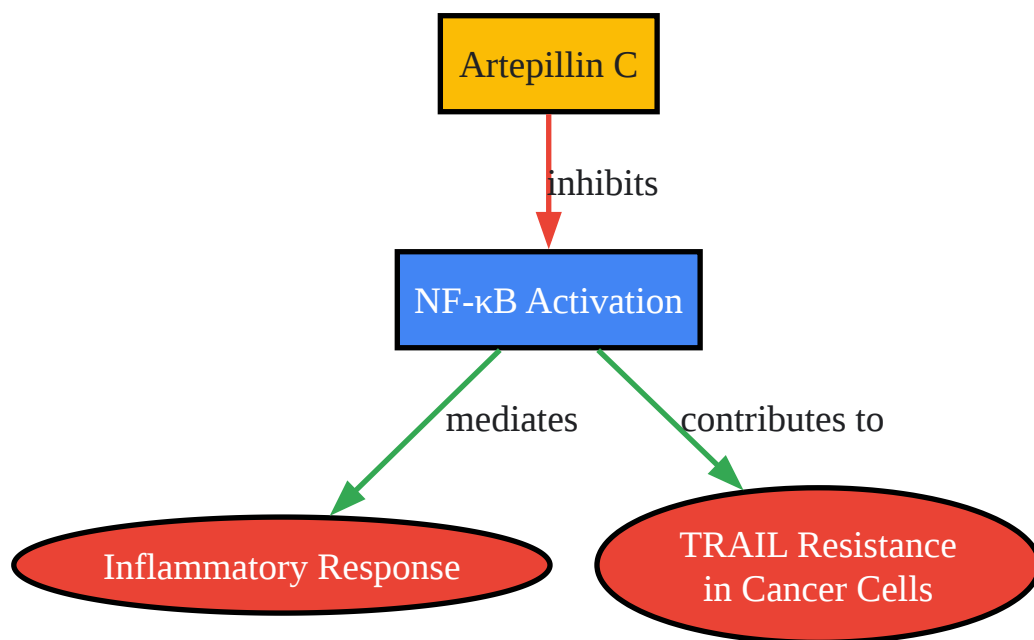 Artepillin C
inhibits
NF-κB Activation
mediates
contributes to
Inflammatory Response
TRAIL Resistance
in Cancer Cells